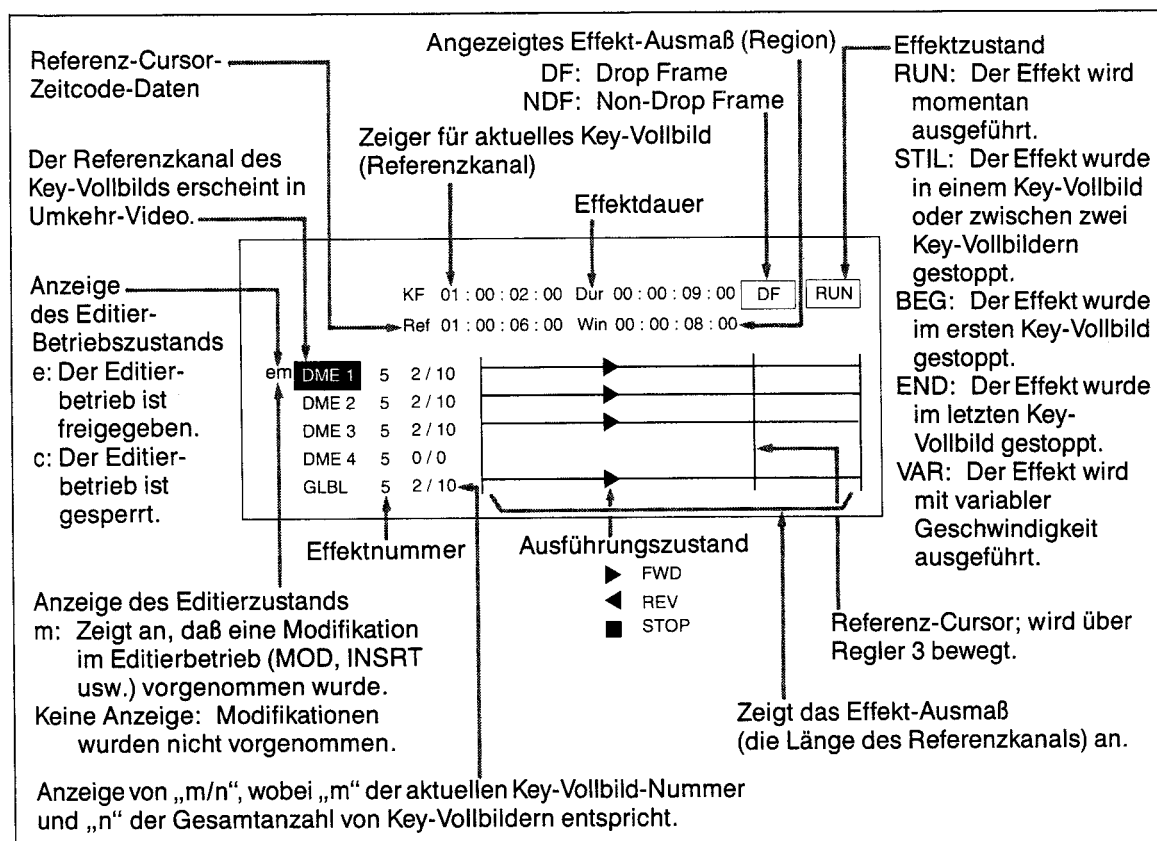 Referenz-Cursor-
Zeitcode-Daten
Angezeigtes Effekt-Ausmaß (Region)
DF: Drop Frame
NDF: Non-Drop Frame
Zeiger für aktuelles Key-Vollbild
(Referenzkanal)
Der Referenzkanal des
Key-Vollbilds erscheint in
Umkehr-Video.
Effektdauer
Effektzustand
RUN: Der Effekt wird
momentan
ausgeführt.
STIL: Der Effekt wurde
in einem Key-Vollbild
oder zwischen zwei
Key-Vollbildern
gestoppt.
BEG: Der Effekt wurde
im ersten Key-Vollbild
gestoppt.
END: Der Effekt wurde
im letzten Key-
Vollbild gestoppt.
VAR: Der Effekt wird
mit variabler
Geschwindigkeit
ausgeführt.
Anzeige
des Editier-
Betriebszustands
e: Der Editier-
betrieb ist
freigegeben.
c: Der Editier-
betrieb ist
gesperrt.
KF 01 : 00 : 02 : 00 Dur 00 : 00 : 09 : 00 DF RUN
Ref 01 : 00 : 06 : 00 Win 00 : 00 : 08 : 00
em DME 1 5 2 / 10
DME 2 5 2 / 10
DME 3 5 2 / 10
DME 4 5 0 / 0
GLBL 5 2 / 10
Effektnummer
Ausführungszustand
▶ FWD
◀ REV
■ STOP
Anzeige des Editierzustands
m: Zeigt an, daß eine Modifikation
im Editierbetrieb (MOD, INSRT
usw.) vorgenommen wurde.
Keine Anzeige: Modifikationen
wurden nicht vorgenommen.
Referenz-Cursor; wird über
Regler 3 bewegt.
Zeigt das Effekt-Ausmaß
(die Länge des Referenzkanals) an.
Anzeige von „m/n“, wobei „m“ der aktuellen Key-Vollbild-Nummer
und „n“ der Gesamtanzahl von Key-Vollbildern entspricht.